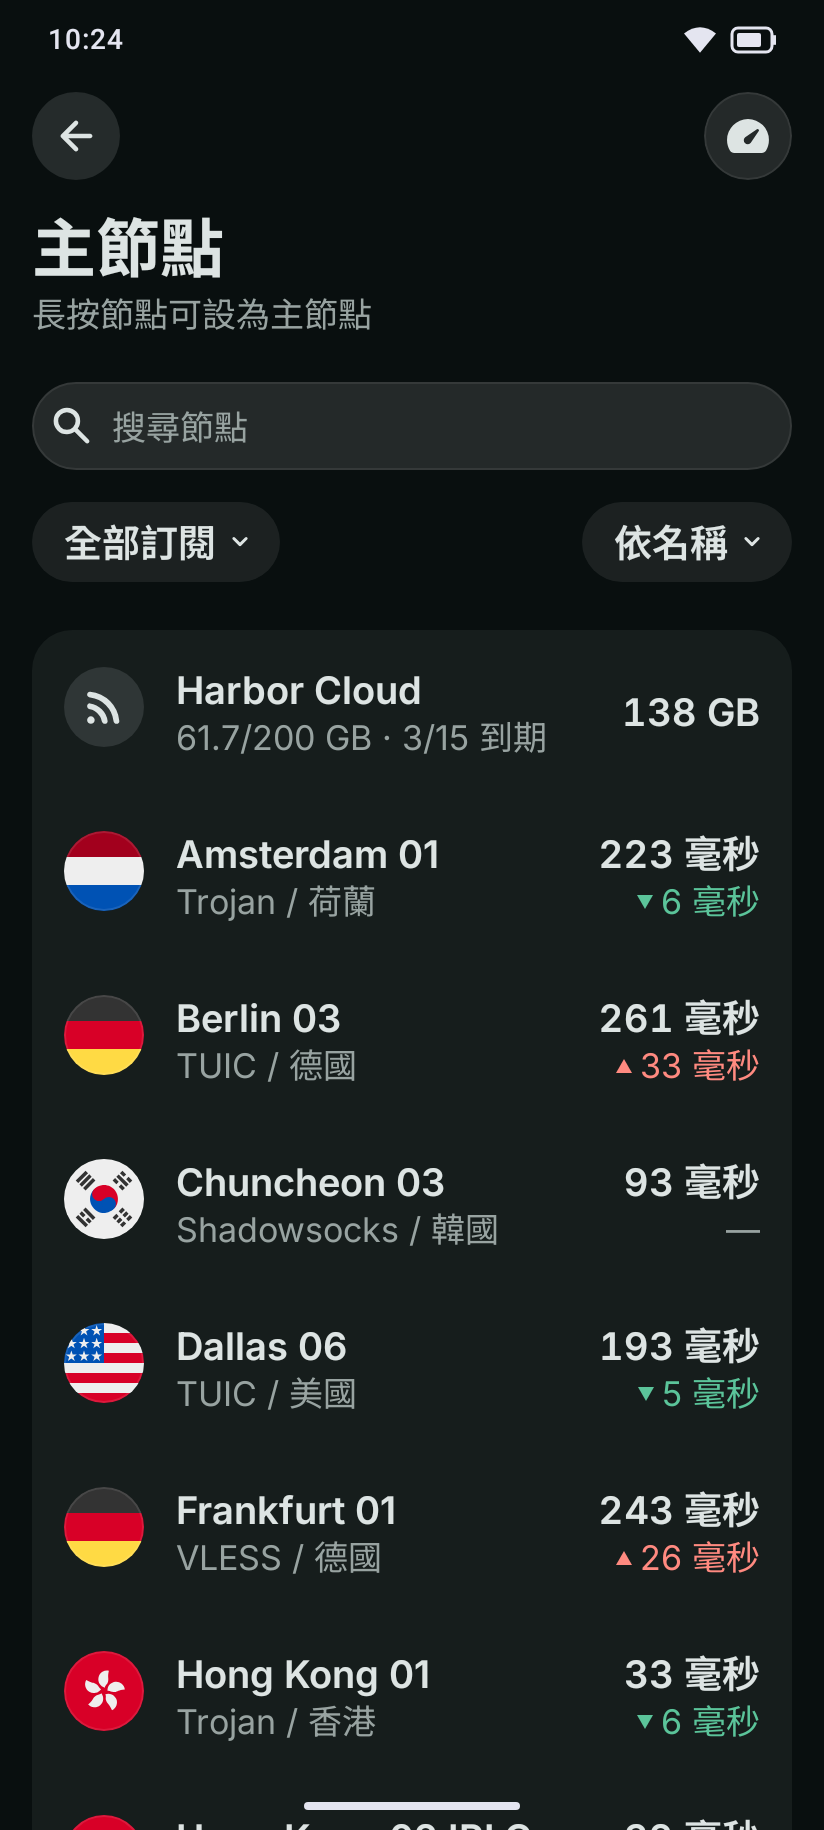 10:24
主節點
長按節點可設為主節點
搜尋節點
全部訂閱
依名稱
Harbor Cloud
61.7/200 GB · 3/15 到期
138 GB
Amsterdam 01
Trojan / 荷蘭
223 毫秒
▼6 毫秒
Berlin 03
TUIC / 德國
261 毫秒
▲33 毫秒
Chuncheon 03
Shadowsocks / 韓國
93 毫秒
—
Dallas 06
TUIC / 美國
193 毫秒
▼5 毫秒
Frankfurt 01
VLESS / 德國
243 毫秒
▲26 毫秒
Hong Kong 01
Trojan / 香港
33 毫秒
▼6 毫秒